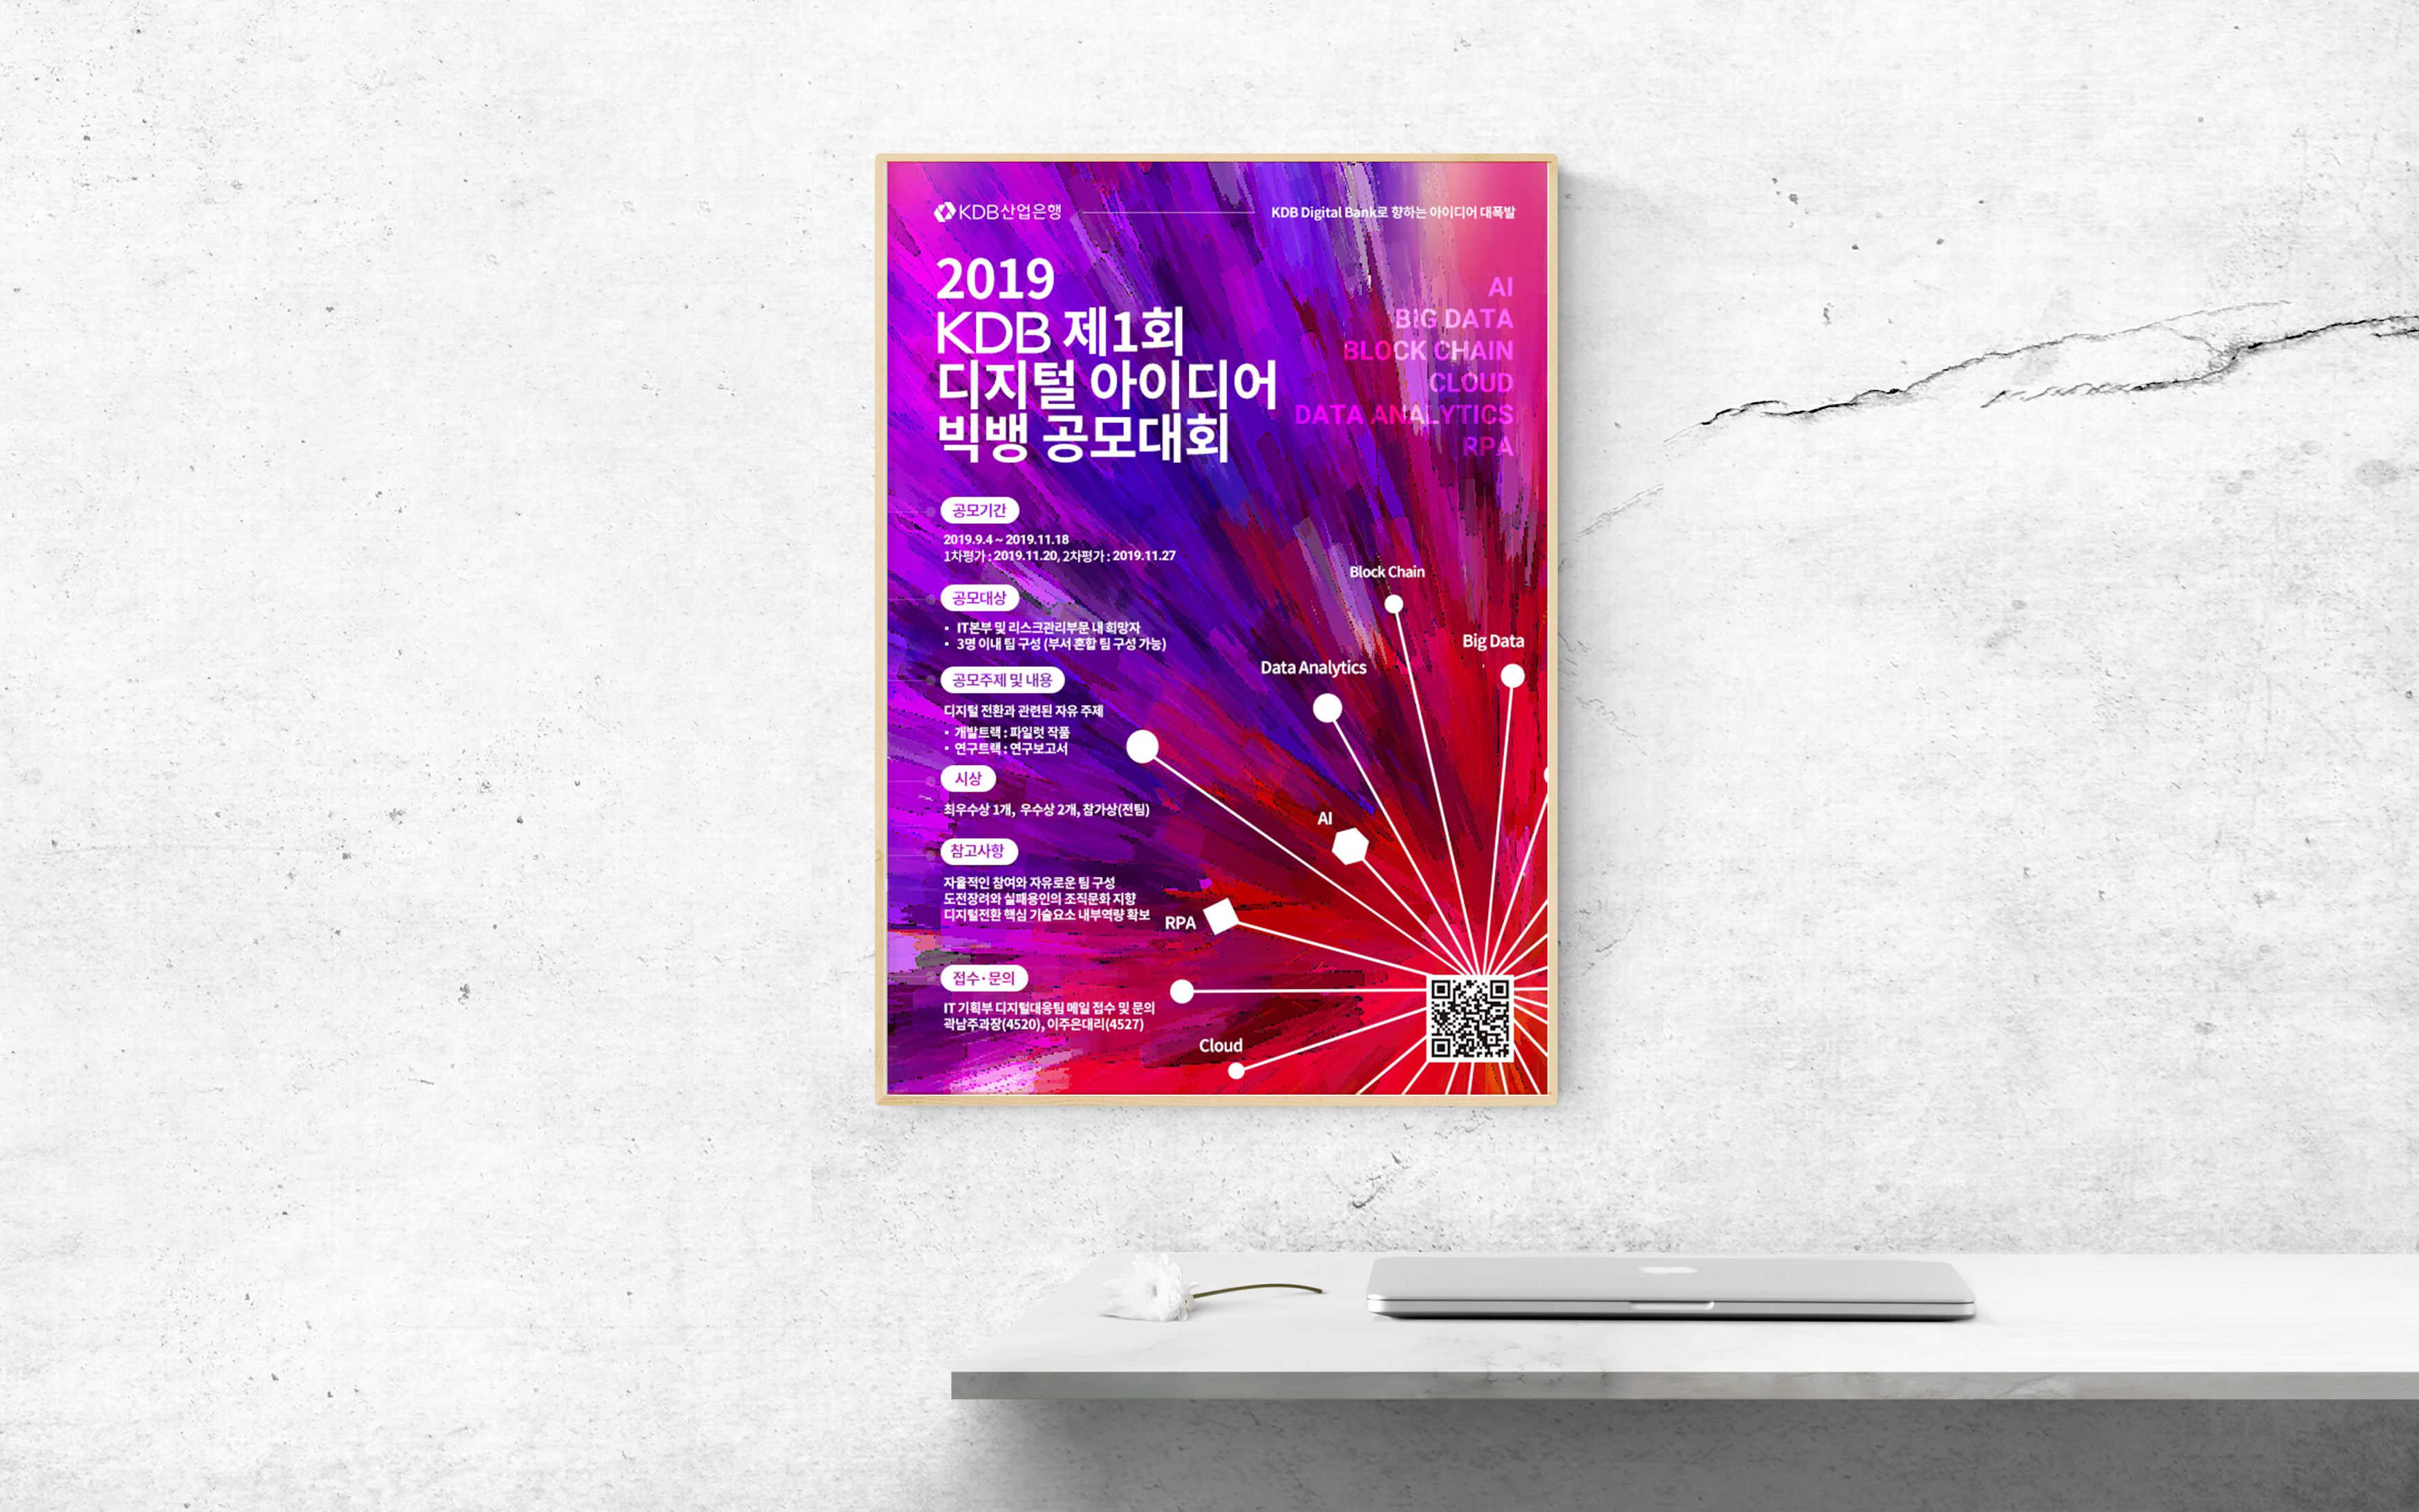 KDB산업은행
KDB Digital Bank로 향하는 아이디어 대폭발
2019
KDB 제1회
디지털 아이디어
빅뱅 공모대회
AI
BIG DATA
BLOCK CHAIN
CLOUD
DATA ANALYTICS
RPA
공모기간
2019.9.4 ~ 2019.11.18
1차평가 : 2019.11.20, 2차평가 : 2019.11.27
공모대상
· IT본부 및 리스크관리부문 내 희망자
· 3명 이내 팀 구성 (부서 혼합 팀 구성 가능)
공모주제 및 내용
디지털 전환과 관련된 자유 주제
· 개발트랙 : 파일럿 작품
· 연구트랙 : 연구보고서
시상
최우수상 1개, 우수상 2개, 참가상(전팀)
참고사항
자율적인 참여와 자유로운 팀 구성
도전장려와 실패용인의 조직문화 지향
디지털전환 핵심 기술요소 내부역량 확보
접수·문의
IT 기획부 디지털대응팀 메일 접수 및 문의
곽남주과장(4520), 이주은대리(4527)
Block Chain
Big Data
Data Analytics
AI
RPA
Cloud